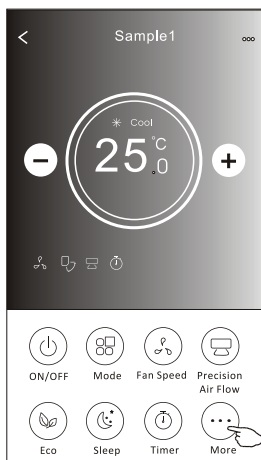 Sample1
Cool
25.0°C
ON/OFF
Mode
Fan Speed
Precision
Air Flow
Eco
Sleep
Timer
More